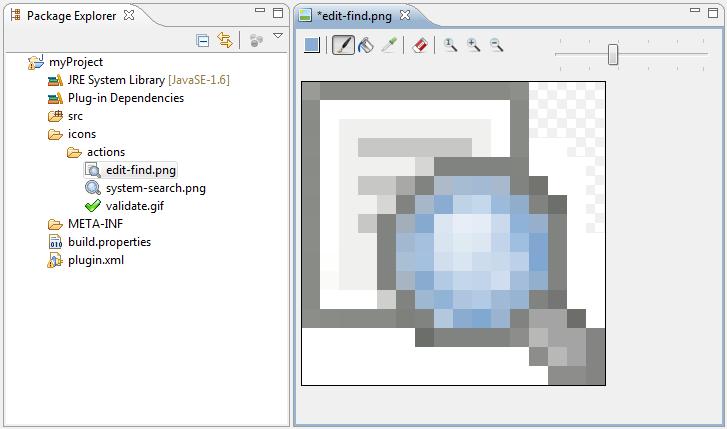 Package Explorer
myProject
JRE System Library [JavaSE-1.6]
Plug-in Dependencies
src
icons
actions
edit-find.png
system-search.png
validate.gif
META-INF
build.properties
plugin.xml
*edit-find.png